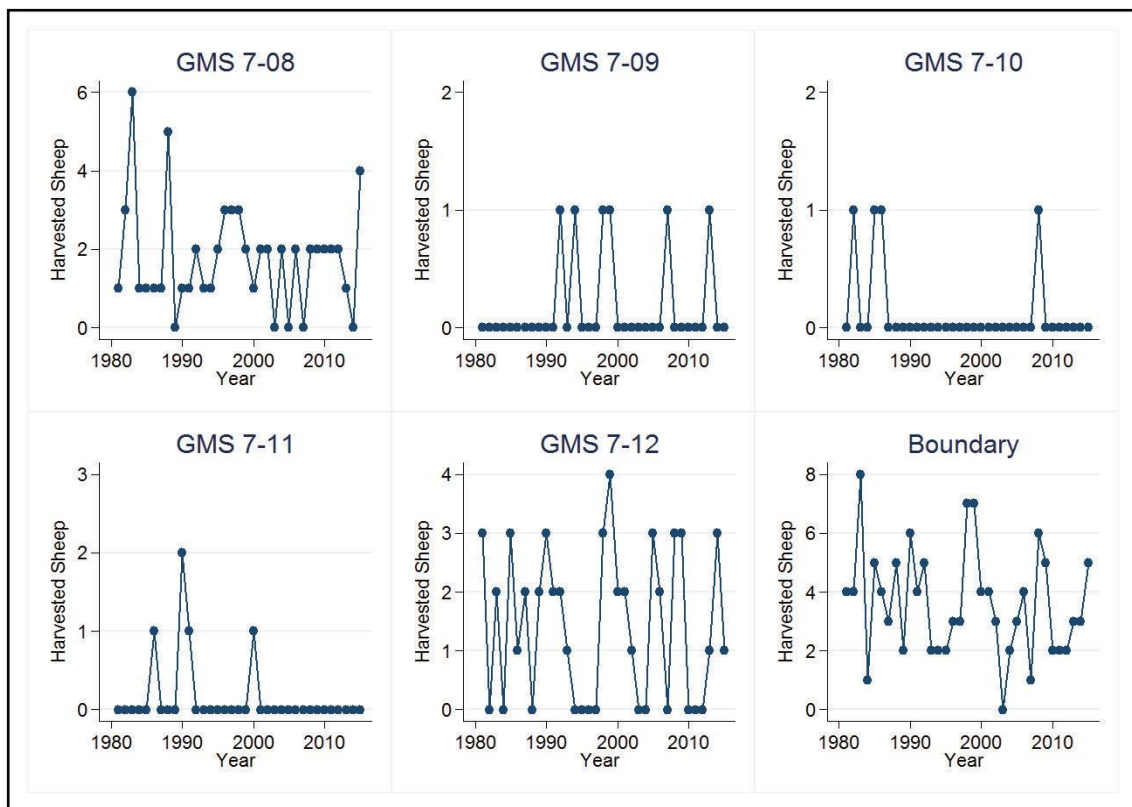 GMS 7-08
6
4
2
0
Harvested Sheep
1980 1990 2000 2010
Year
GMS 7-09
2
1
0
Harvested Sheep
1980 1990 2000 2010
Year
GMS 7-10
2
1
0
Harvested Sheep
1980 1990 2000 2010
Year
GMS 7-11
3
2
1
0
Harvested Sheep
1980 1990 2000 2010
Year
GMS 7-12
4
3
2
1
0
Harvested Sheep
1980 1990 2000 2010
Year
Boundary
8
6
4
2
0
Harvested Sheep
1980 1990 2000 2010
Year